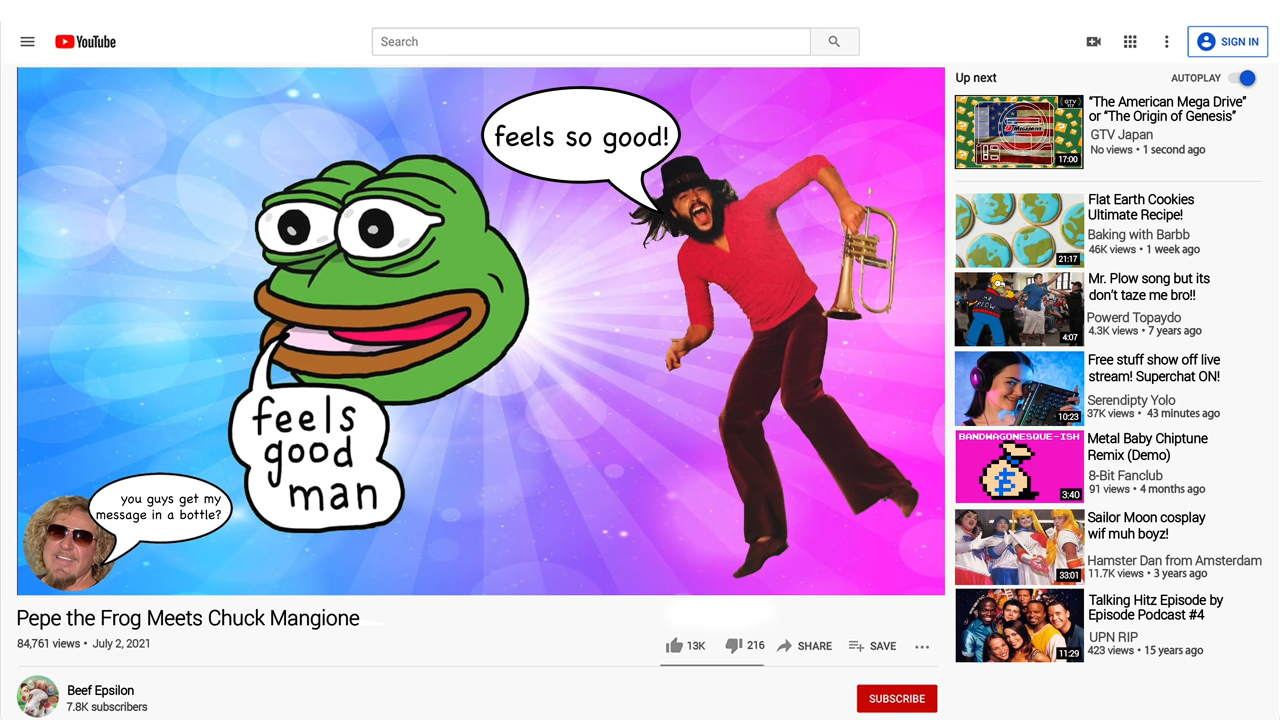 YouTube
Search
SIGN IN
feels so good!
feels
good
man
you guys get my
message in a bottle?
Pepe the Frog Meets Chuck Mangione
84,761 views • July 2, 2021
13K
216
SHARE
SAVE
Beef Epsilon
7.8K subscribers
SUBSCRIBE
Up next
AUTOPLAY
GTV
17:00
“The American Mega Drive”
or “The Origin of Genesis”
GTV Japan
No views • 1 second ago
21:17
Flat Earth Cookies
Ultimate Recipe!
Baking with Barbb
46K views • 1 week ago
MR. PLOW
4:07
Mr. Plow song but its
don’t taze me bro!!
Powerd Topaydo
4.3K views • 7 years ago
10:23
Free stuff show off live
stream! Superchat ON!
Serendipty Yolo
37K views • 43 minutes ago
BANDWAGONESQUE-ISH
3:40
Metal Baby Chiptune
Remix (Demo)
8-Bit Fanclub
91 views • 4 months ago
33:01
Sailor Moon cosplay
wif muh boyz!
Hamster Dan from Amsterdam
11.7K views • 3 years ago
11:29
Talking Hitz Episode by
Episode Podcast #4
UPN RIP
423 views • 15 years ago